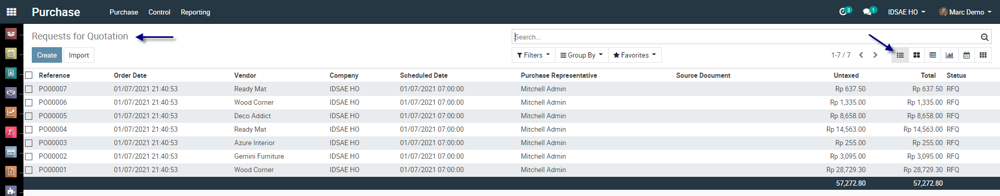 Purchase Purchase Control Reporting 3 1 IDSAE HO Marc Demo
Requests for Quotation Search...
Create Import Filters Group By Favorites 1-7 / 7
Reference Order Date Vendor Company Scheduled Date Purchase Representative Source Document Untaxed Total Status
PO00007 01/07/2021 21:40:53 Ready Mat IDSAE HO 01/07/2021 07:00:00 Mitchell Admin Rp 637.50 Rp 637.50 RFQ
PO00006 01/07/2021 21:40:53 Wood Corner IDSAE HO 01/07/2021 07:00:00 Mitchell Admin Rp 1,335.00 Rp 1,335.00 RFQ
PO00005 01/07/2021 21:40:53 Deco Addict IDSAE HO 01/07/2021 07:00:00 Mitchell Admin Rp 8,658.00 Rp 8,658.00 RFQ
PO00004 01/07/2021 21:40:53 Ready Mat IDSAE HO 01/07/2021 07:00:00 Mitchell Admin Rp 14,563.00 Rp 14,563.00 RFQ
PO00003 01/07/2021 21:40:53 Azure Interior IDSAE HO 01/07/2021 07:00:00 Mitchell Admin Rp 255.00 Rp 255.00 RFQ
PO00002 01/07/2021 21:40:53 Gemini Furniture IDSAE HO 01/07/2021 07:00:00 Mitchell Admin Rp 3,095.00 Rp 3,095.00 RFQ
PO00001 01/07/2021 21:40:53 Wood Corner IDSAE HO 01/07/2021 07:00:00 Mitchell Admin Rp 28,729.30 Rp 28,729.30 RFQ
57,272.80 57,272.80